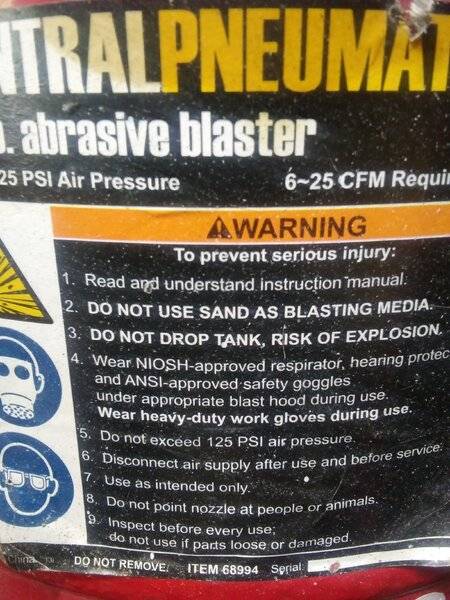 NTRALPNEUMAT
. abrasive blaster
25 PSI Air Pressure 6~25 CFM Requir
WARNING
To prevent serious injury:
1. Read and understand instruction manual.
2. DO NOT USE SAND AS BLASTING MEDIA.
3. DO NOT DROP TANK, RISK OF EXPLOSION.
4. Wear NIOSH-approved respirator, hearing protec
and ANSI-approved safety goggles
under appropriate blast hood during use.
Wear heavy-duty work gloves during use.
5. Do not exceed 125 PSI air pressure.
6. Disconnect air supply after use and before service.
7. Use as intended only.
8. Do not point nozzle at people or animals.
9. Inspect before every use;
do not use if parts loose or damaged.
China. DO NOT REMOVE. ITEM 68994 Serial: